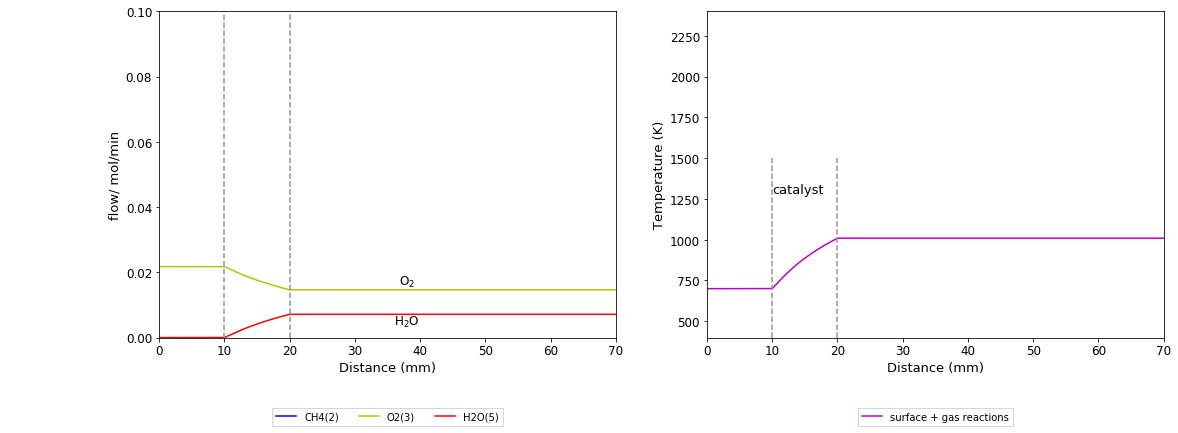 0.10
0.08
0.06
0.04
0.02
0.00
flow/ mol/min
O2
H2O
0 10 20 30 40 50 60 70
Distance (mm)
CH4(2) O2(3) H2O(5)
2250
2000
1750
1500
1250
1000
750
500
Temperature (K)
catalyst
0 10 20 30 40 50 60 70
Distance (mm)
surface + gas reactions